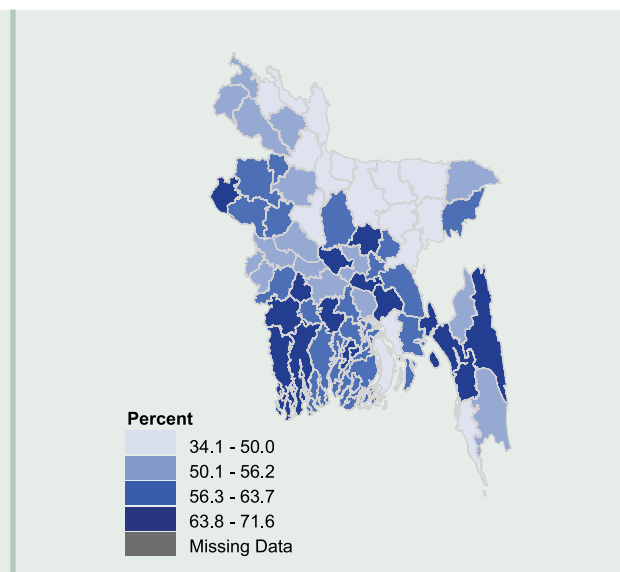 Percent
34.1 - 50.0
50.1 - 56.2
56.3 - 63.7
63.8 - 71.6
Missing Data